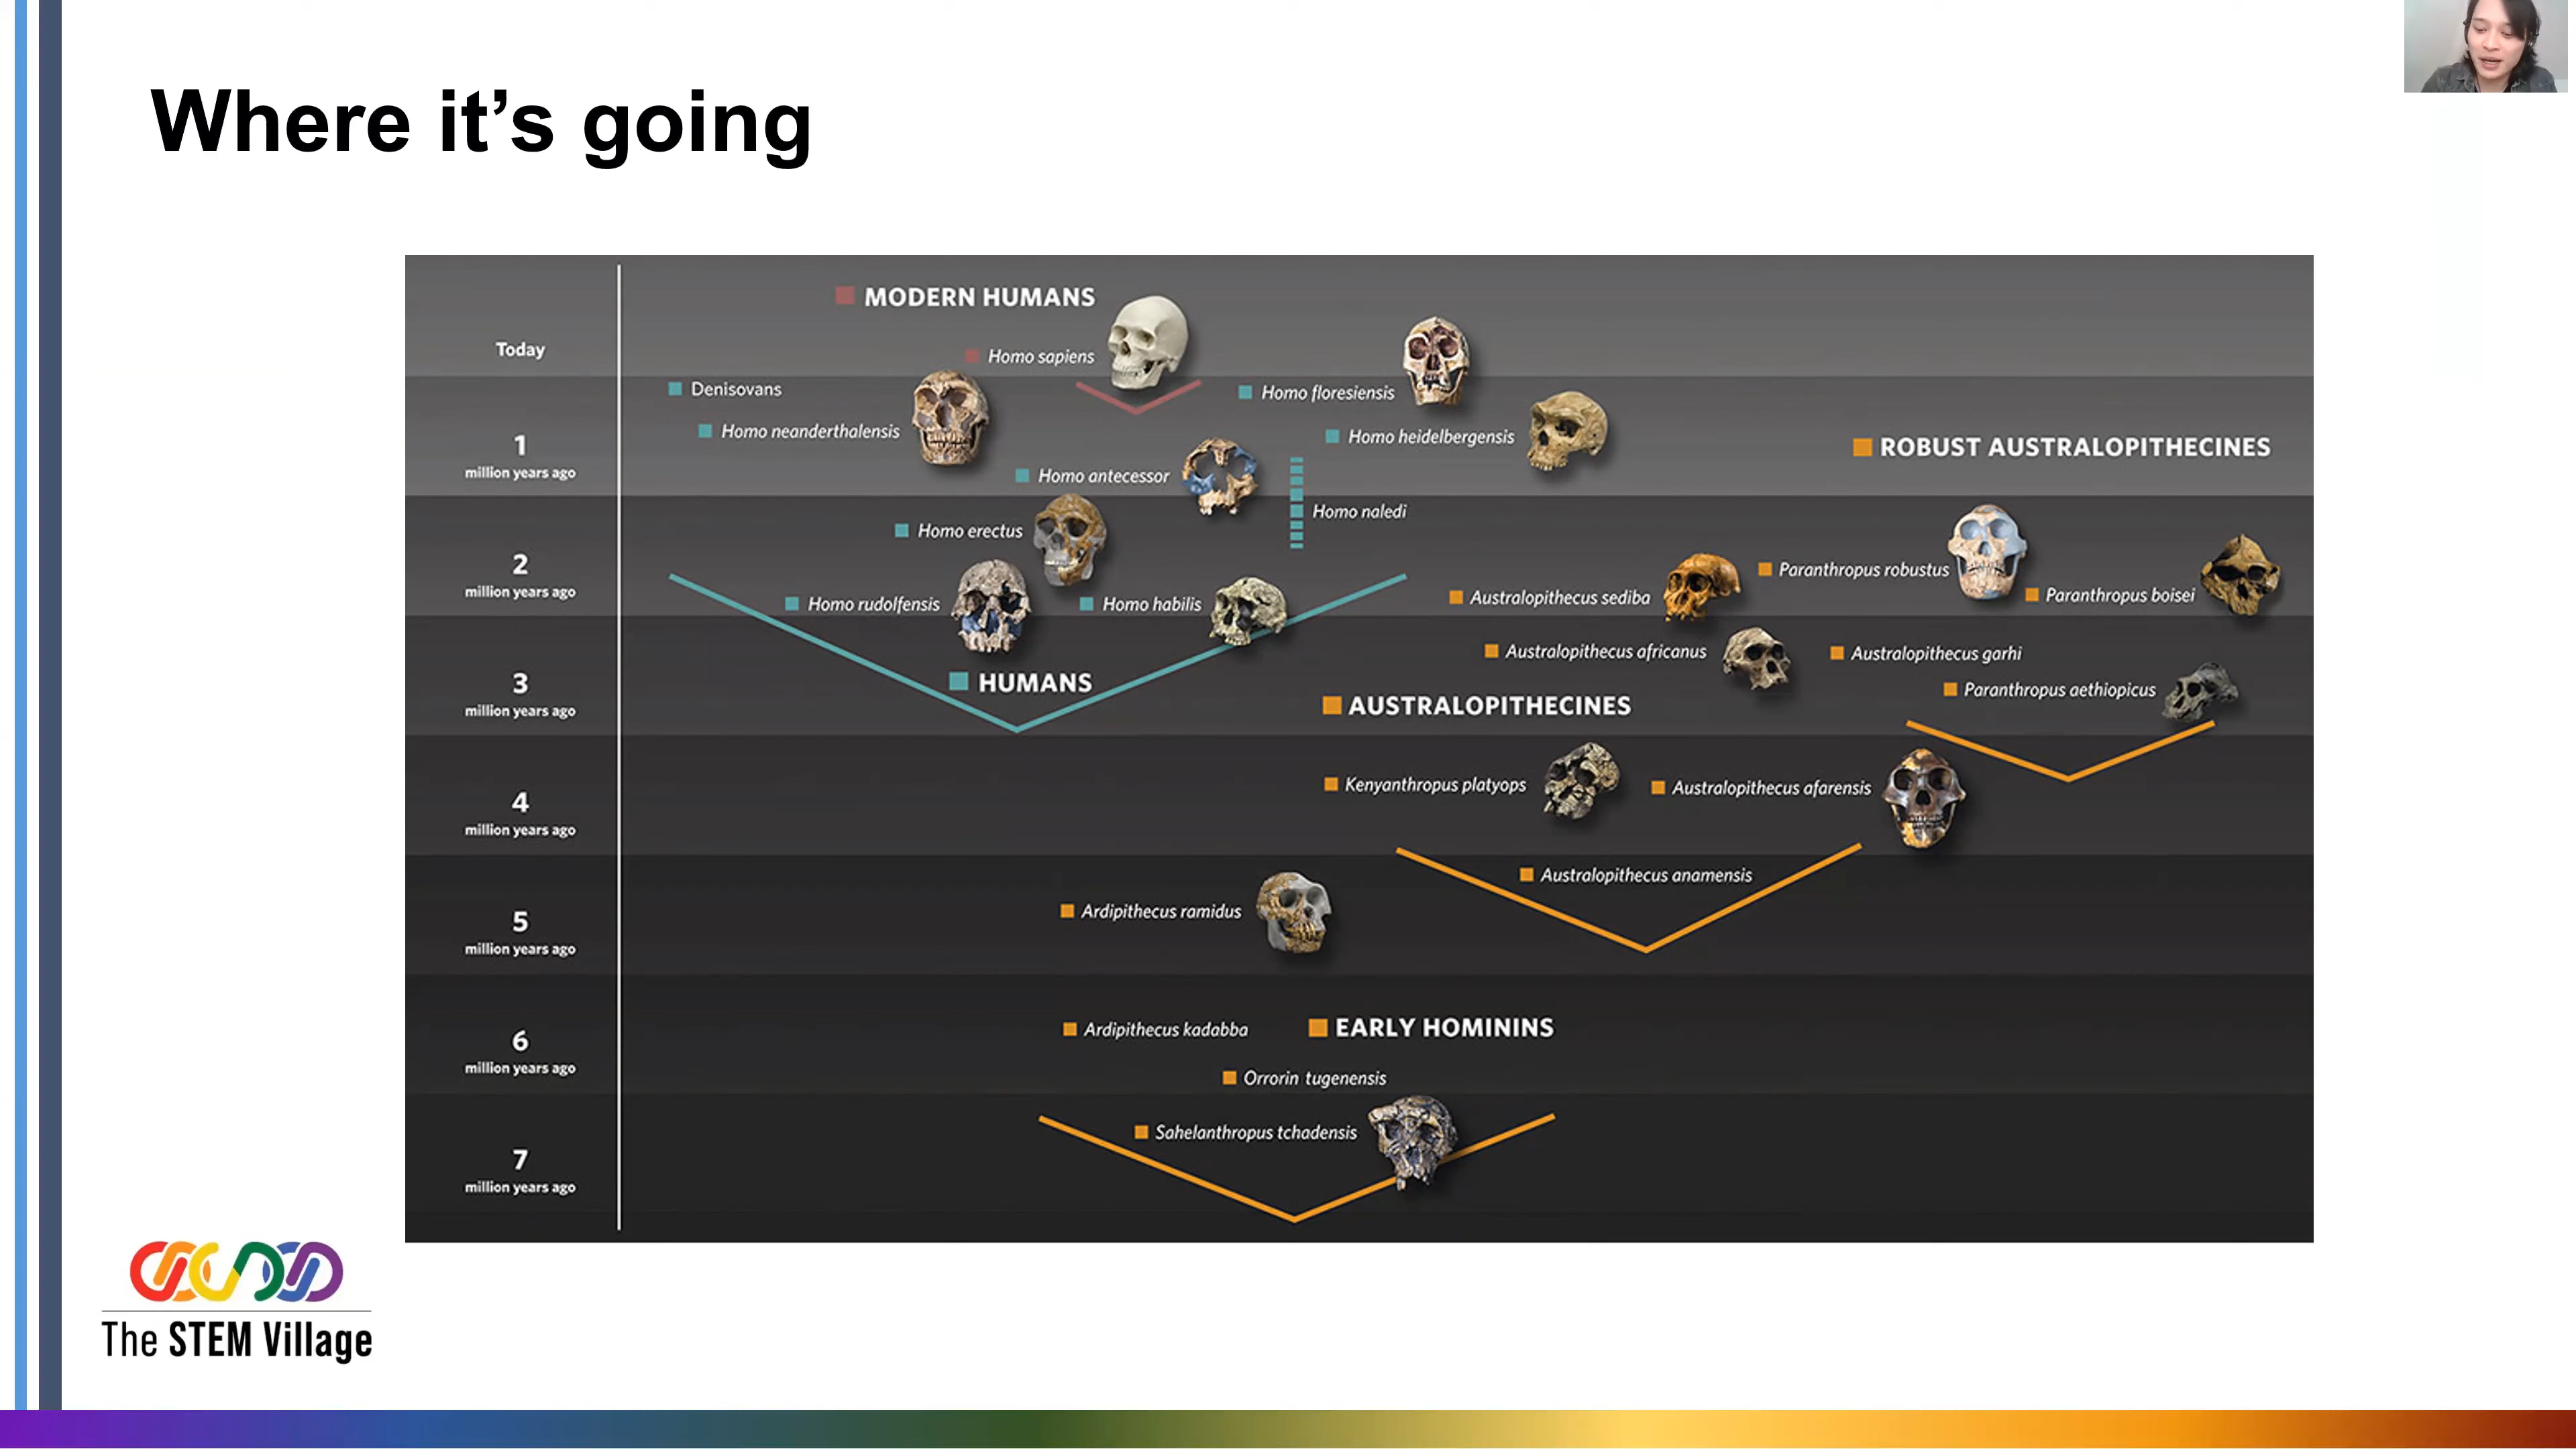 Where it’s going
MODERN HUMANS
Today
Homo sapiens
Denisovans
Homo floresiensis
Homo neanderthalensis
Homo heidelbergensis
1
million years ago
ROBUST AUSTRALOPITHECINES
Homo antecessor
Homo naledi
Homo erectus
2
million years ago
Paranthropus robustus
Australopithecus sediba
Paranthropus boisei
Homo rudolfensis
Homo habilis
Australopithecus africanus
Australopithecus garhi
3
million years ago
HUMANS
Paranthropus aethiopicus
AUSTRALOPITHECINES
Kenyanthropus platyops
Australopithecus afarensis
4
million years ago
Australopithecus anamensis
Ardipithecus ramidus
5
million years ago
Ardipithecus kadabba
EARLY HOMININS
6
million years ago
Orrorin tugenensis
Sahelanthropus tchadensis
7
million years ago
The STEM Village